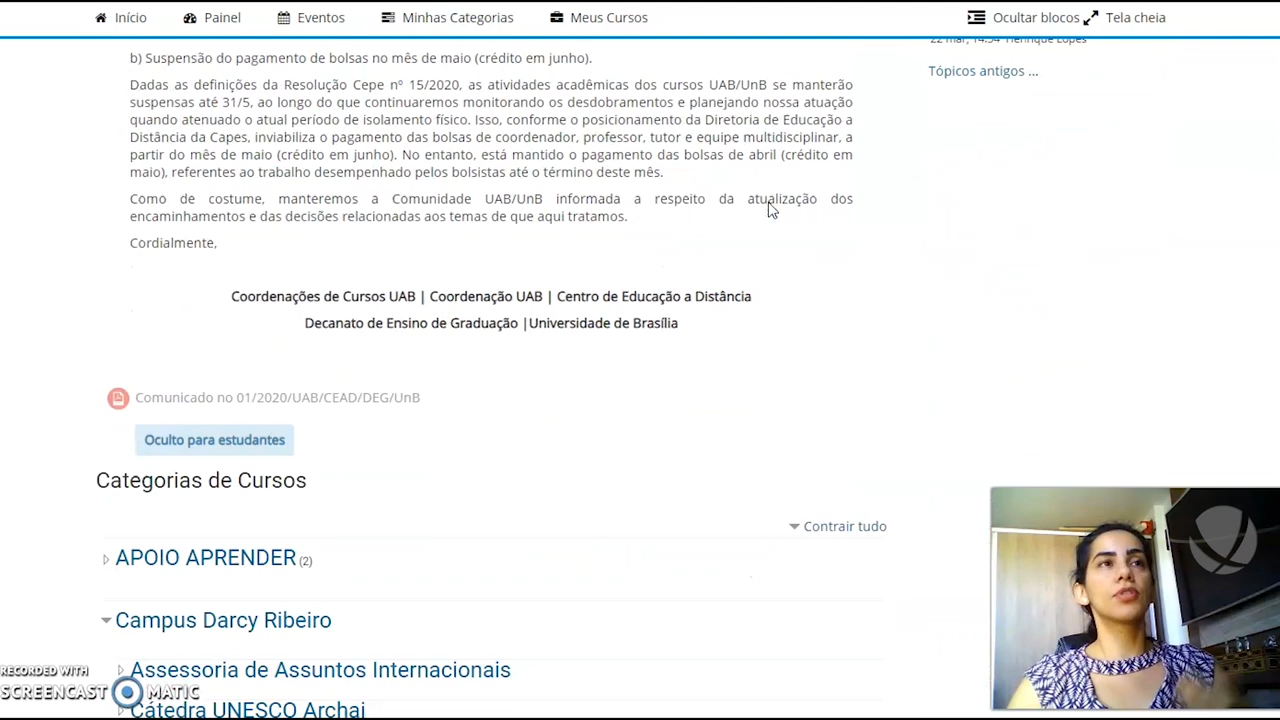 Início Painel Eventos Minhas Categorias Meus Cursos Ocultar blocos Tela cheia
22 mar, 14:54 Henrique Lopes
Tópicos antigos ...
b) Suspensão do pagamento de bolsas no mês de maio (crédito em junho).
Dadas as definições da Resolução Cepe nº 15/2020, as atividades acadêmicas dos cursos UAB/UnB se manterão
suspensas até 31/5, ao longo do que continuaremos monitorando os desdobramentos e planejando nossa atuação
quando atenuado o atual período de isolamento físico. Isso, conforme o posicionamento da Diretoria de Educação a
Distância da Capes, inviabiliza o pagamento das bolsas de coordenador, professor, tutor e equipe multidisciplinar, a
partir do mês de maio (crédito em junho). No entanto, está mantido o pagamento das bolsas de abril (crédito em
maio), referentes ao trabalho desempenhado pelos bolsistas até o término deste mês.
Como de costume, manteremos a Comunidade UAB/UnB informada a respeito da atualização dos
encaminhamentos e das decisões relacionadas aos temas de que aqui tratamos.
Cordialmente,
Coordenações de Cursos UAB | Coordenação UAB | Centro de Educação a Distância
Decanato de Ensino de Graduação |Universidade de Brasília
Comunicado no 01/2020/UAB/CEAD/DEG/UnB
Oculto para estudantes
Categorias de Cursos
Contrair tudo
APOIO APRENDER (2)
Campus Darcy Ribeiro
Assessoria de Assuntos Internacionais
Cátedra UNESCO Archai
RECORDED WITH
SCREENCAST MATIC